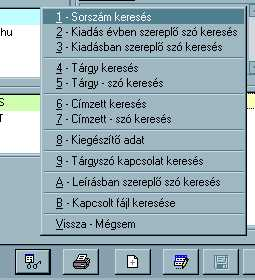 1 - Sorszám keresés
hu
2 - Kiadás évben szereplő szó keresés
3 - Kiadásban szereplő szó keresés
4 - Tárgy keresés
5 - Tárgy - szó keresés
S
6 - Címzett keresés
T
7 - Címzett - szó keresés
8 - Kiegészítő adat
9 - Tárgyszó kapcsolat keresés
A - Leírásban szereplő szó keresés
B - Kapcsolt fájl keresése
Vissza - Mégsem